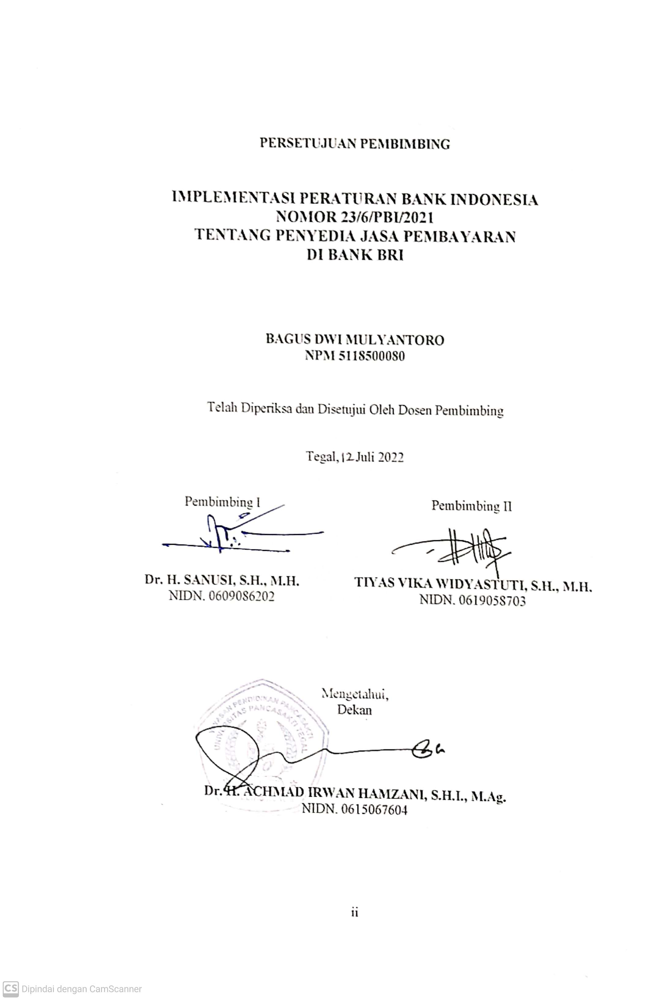 PERSETUJUAN PEMBIMBING
IMPLEMENTASI PERATURAN BANK INDONESIA
NOMOR 23/6/PBI/2021
TENTANG PENYEDIA JASA PEMBAYARAN
DI BANK BRI
BAGUS DWI MULYANTORO
NPM 5118500080
Telah Diperiksa dan Disetujui Oleh Dosen Pembimbing
Tegal, 12 Juli 2022
Pembimbing I
Pembimbing II
Dr. H. SANUSI, S.H., M.H.
NIDN. 0609086202
TIYAS VIKA WIDYASTUTI, S.H., M.H.
NIDN. 0619058703
Mengetahui,
Dekan
YAYASAN PENDIDIKAN PANCASAKTI
UNIVERSITAS PANCASAKTI TEGAL
Dr. H. ACHMAD IRWAN HAMZANI, S.H.I., M.Ag.
NIDN. 0615067604
ii
CS Dipindai dengan CamScanner